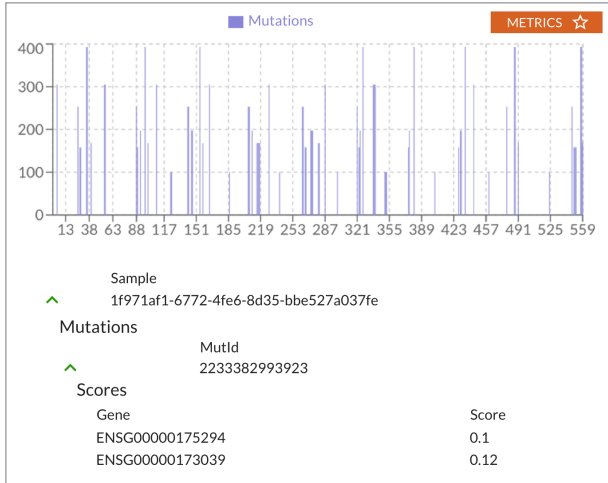 Mutations
METRICS
400
300
200
100
0
13 38 63 88 117 151 185 219 253 287 321 355 389 423 457 491 525 559
Sample
1f971af1-6772-4fe6-8d35-bbe527a037fe
Mutations
MutId
2233382993923
Scores
Gene Score
ENSG00000175294 0.1
ENSG00000173039 0.12